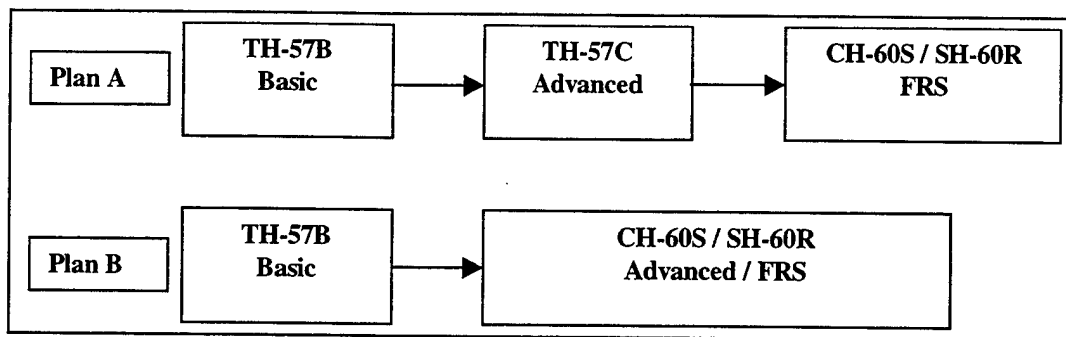 Plan A
TH-57B
Basic
TH-57C
Advanced
CH-60S / SH-60R
FRS
Plan B
TH-57B
Basic
CH-60S / SH-60R
Advanced / FRS